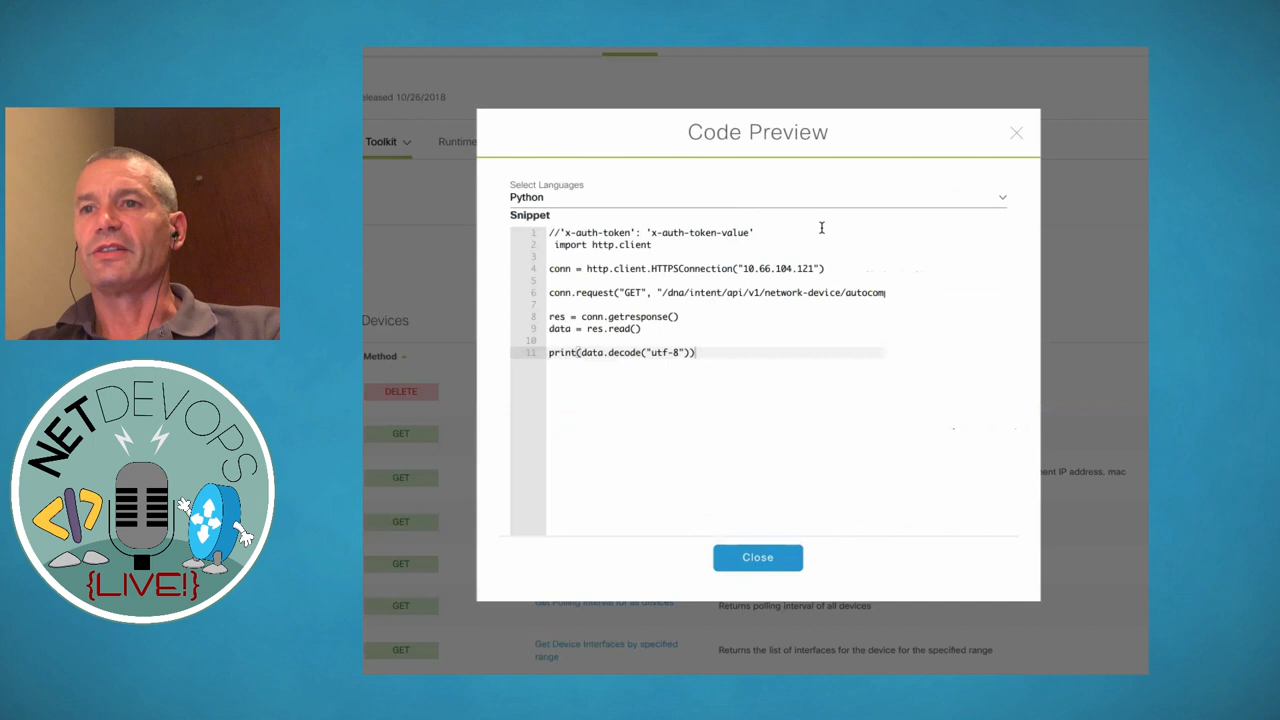 eleased 10/26/2018
Toolkit
Runtime
Devices
Method
DELETE
GET
GET
GET
GET
GET
GET
Code Preview
Select Languages
Python
Snippet
1 //'x-auth-token': 'x-auth-token-value'
2 import http.client
3
4 conn = http.client.HTTPSConnection("10.66.104.121")
5
6 conn.request("GET", "/dna/intent/api/v1/network-device/autocomp
7
8 res = conn.getresponse()
9 data = res.read()
10
11 print(data.decode("utf-8"))
Close
ent IP address, mac
Get Polling Interval for all devices
Returns polling interval of all devices
Get Device Interfaces by specified
range
Returns the list of interfaces for the device for the specified range
NETDEVOPS
</>
{LIVE!}